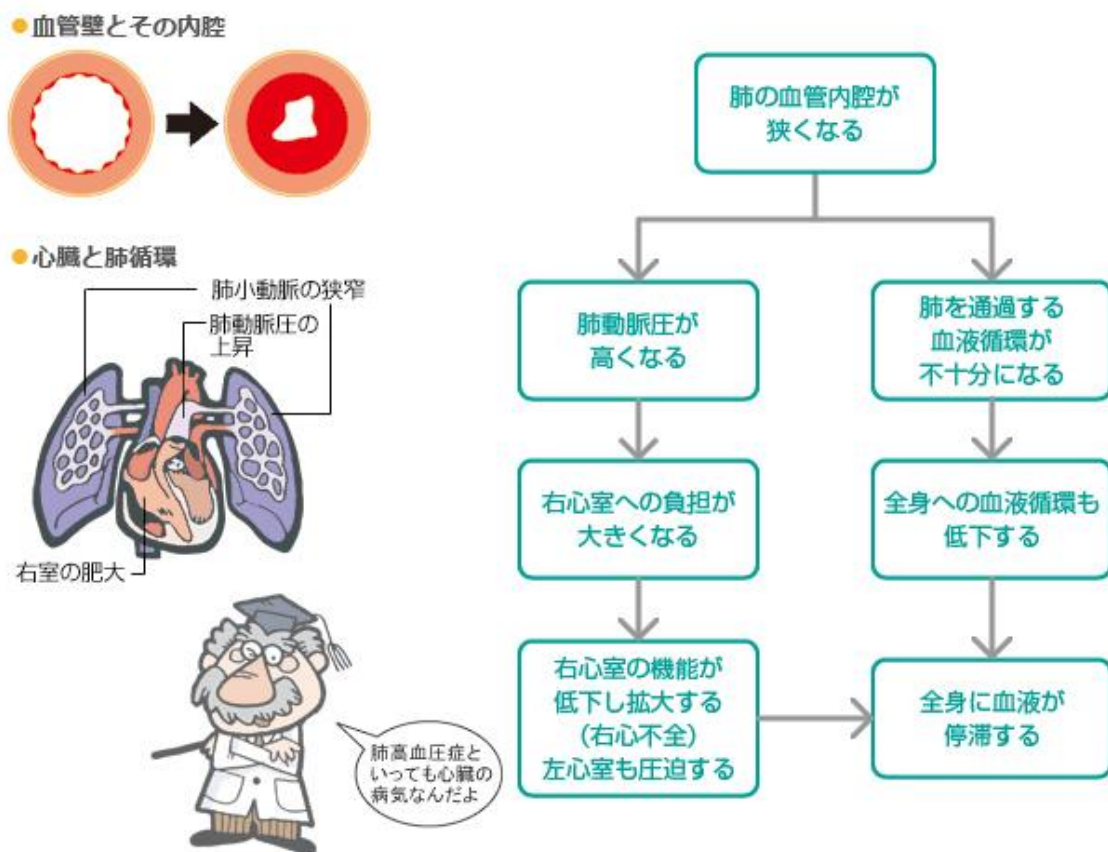 血管壁とその内腔
心臓と肺循環
肺小動脈の狭窄
肺動脈圧の
上昇
右室の肥大
肺高血圧症と
いっても心臓の
病気なんだよ
肺の血管内腔が
狭くなる
肺動脈圧が
高くなる
肺を通過する
血液循環が
不十分になる
右心室への負担が
大きくなる
全身への血液循環も
低下する
右心室の機能が
低下し拡大する
（右心不全）
左心室も圧迫する
全身に血液が
停滞する